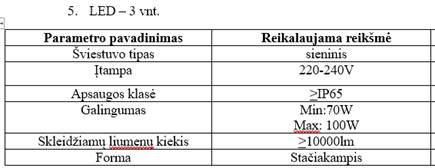 5. LED – 3 vnt.
Parametro pavadinimas Reikalaujama reikšmė
Šviestuvo tipas sieninis
Įtampa 220-240V
Apsaugos klasė ≥IP65
Galingumas Min:70W
Max: 100W
Skleidžiamų liumenų kiekis ≥10000lm
Forma Stačiakampis